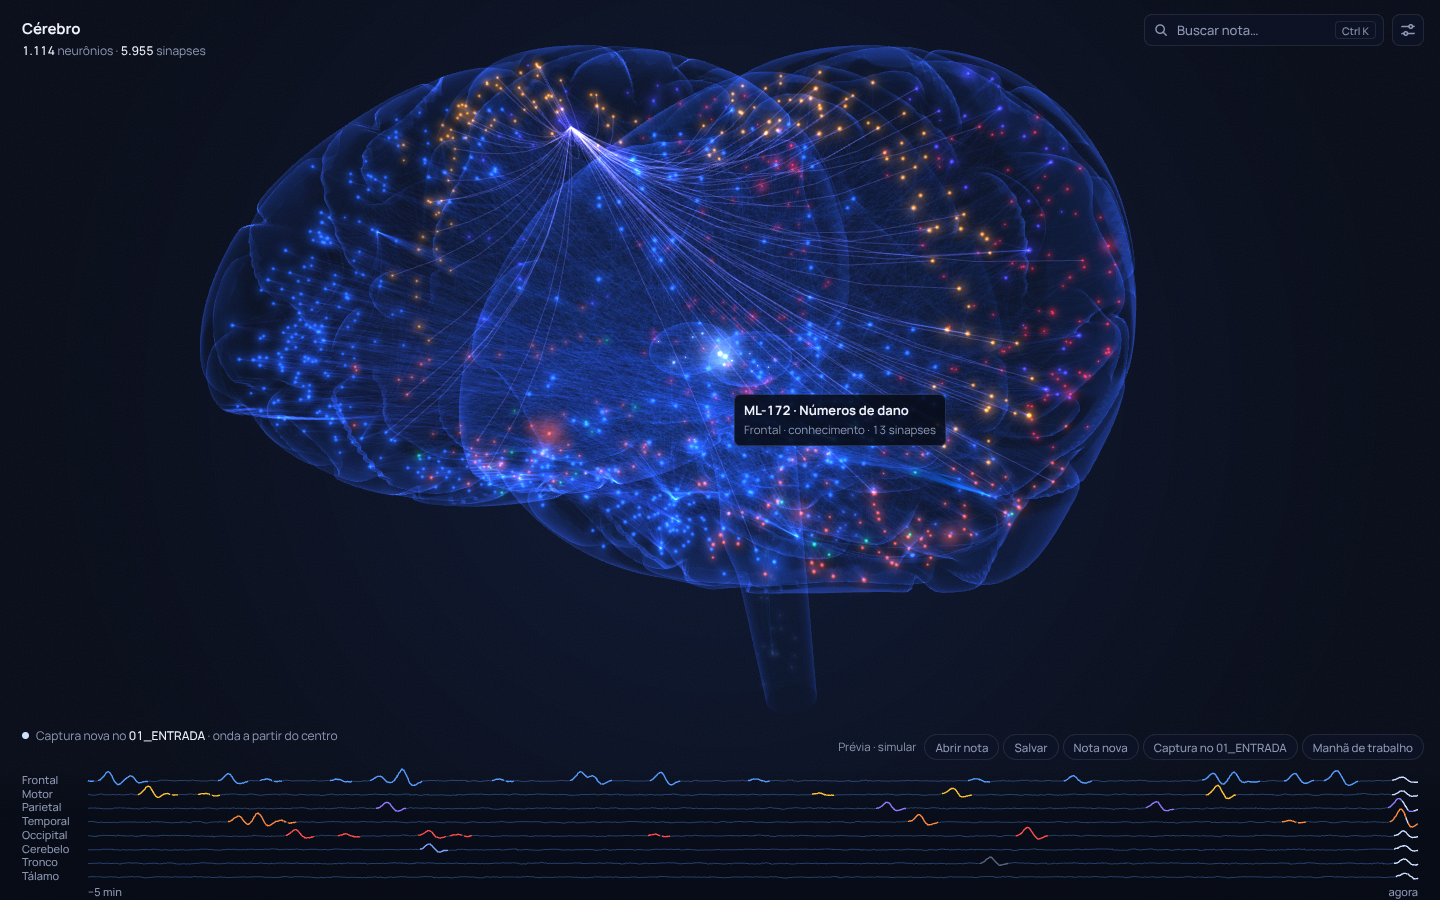 Cérebro
1.114 neurônios · 5.955 sinapses
Buscar nota... Ctrl K
ML-172 · Números de dano
Frontal · conhecimento · 13 sinapses
Captura nova no 01_ENTRADA · onda a partir do centro
Prévia · simular Abrir nota Salvar Nota nova Captura no 01_ENTRADA Manhã de trabalho
Frontal
Motor
Parietal
Temporal
Occipital
Cerebelo
Tronco
Tálamo
−5 min agora